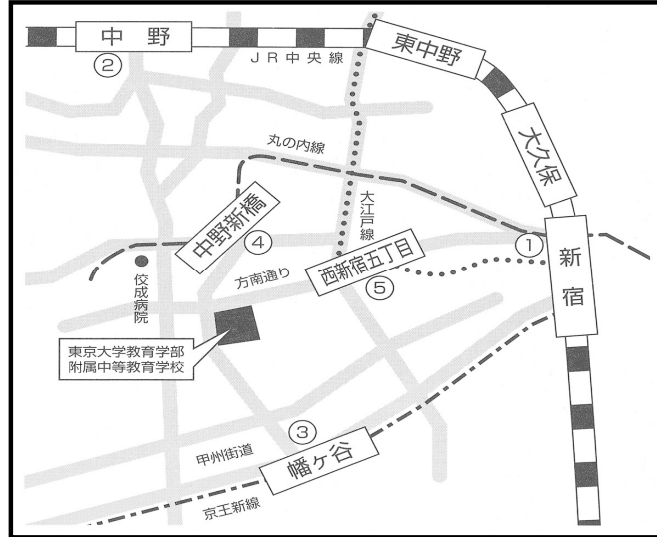 中野
②
JR中央線
東中野
大久保
丸の内線
大江戸線
中野新橋
④
①
新宿
西新宿五丁目
⑤
方南通り
佼成病院
東京大学教育学部
附属中等教育学校
③
甲州街道
幡ヶ谷
京王新線